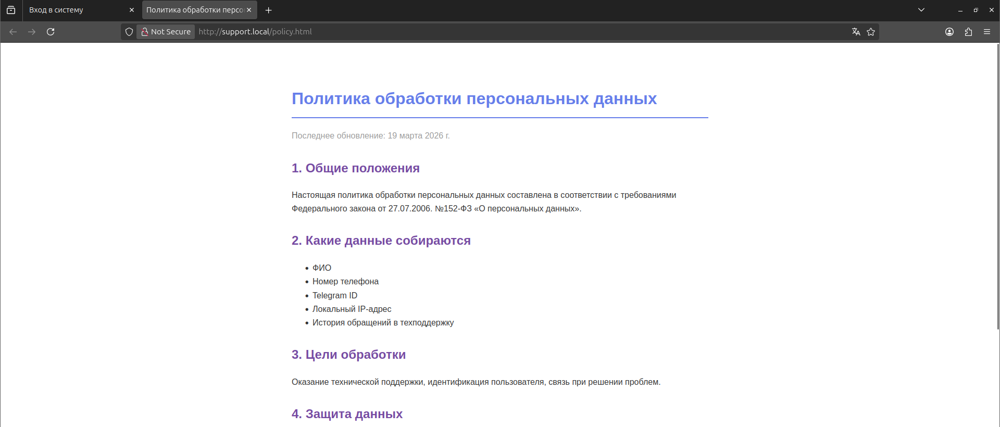 Вход в систему
Политика обработки персо
Not Secure
http://support.local/policy.html
Политика обработки персональных данных
Последнее обновление: 19 марта 2026 г.
1. Общие положения
Настоящая политика обработки персональных данных составлена в соответствии с требованиями
Федерального закона от 27.07.2006. №152-ФЗ «О персональных данных».
2. Какие данные собираются
• ФИО
• Номер телефона
• Telegram ID
• Локальный IP-адрес
• История обращений в техподдержку
3. Цели обработки
Оказание технической поддержки, идентификация пользователя, связь при решении проблем.
4. Защита данных